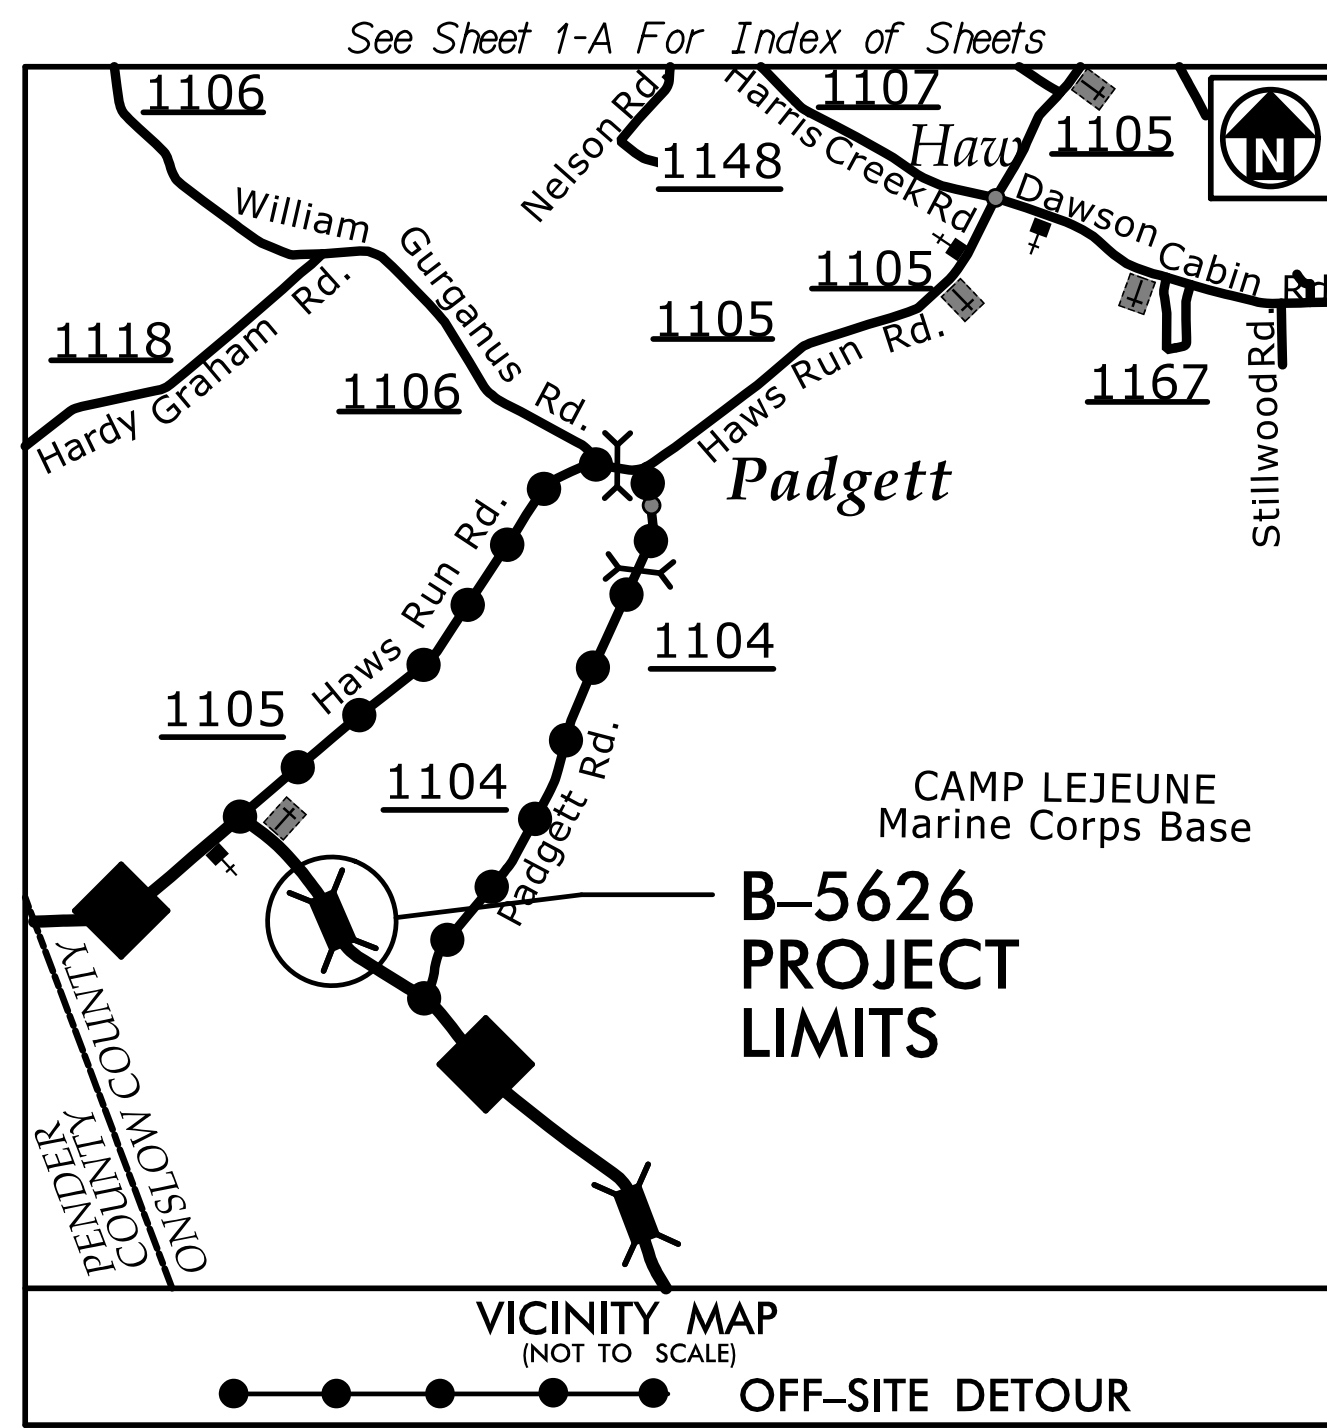 See Sheet 1-A For Index of Sheets
1106
Nelson Rd.
1107
Harris Creek Rd
Haw
1105
N
1148
William Gurganus Rd.
Dawson Cabin Rd
1105
1105
1118
Hardy Graham Rd.
1106
Haws Run Rd.
1167
Stillwood Rd.
Padgett
Haws Run Rd.
1104
1105
1104
Padgett Rd.
CAMP LEJEUNE
Marine Corps Base
B-5626
PROJECT
LIMITS
ONSLOW COUNTY
PENDER
COUNTY
VICINITY MAP
(NOT TO SCALE)
OFF-SITE DETOUR